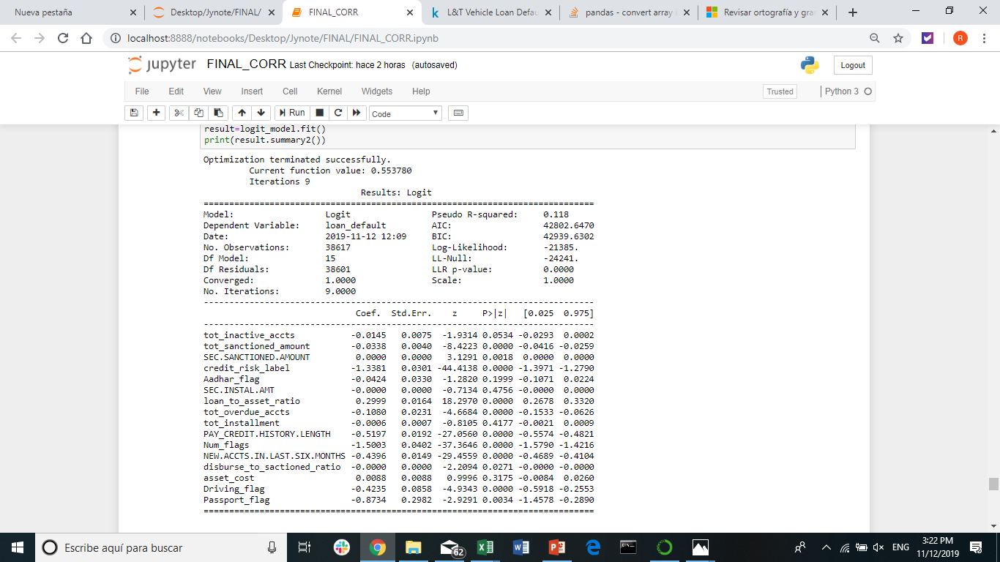 Nueva pestaña
Desktop/Jynote/FINAL/
FINAL_CORR
L&T Vehicle Loan Defau
pandas - convert array
Revisar ortografía y gra
localhost:8888/notebooks/Desktop/Jynote/FINAL/FINAL_CORR.ipynb
R
jupyter FINAL_CORR Last Checkpoint: hace 2 horas (autosaved)
Logout
File Edit View Insert Cell Kernel Widgets Help
Trusted
Python 3
Run
Code
result=logit_model.fit()
print(result.summary2())
Optimization terminated successfully.
Current function value: 0.553780
Iterations 9
Results: Logit
=============================================================================
Model: Logit Pseudo R-squared: 0.118
Dependent Variable: loan_default AIC: 42802.6470
Date: 2019-11-12 12:09 BIC: 42939.6302
No. Observations: 38617 Log-Likelihood: -21385.
Df Model: 15 LL-Null: -24241.
Df Residuals: 38601 LLR p-value: 0.0000
Converged: 1.0000 Scale: 1.0000
No. Iterations: 9.0000
-----------------------------------------------------------------------------
Coef. Std.Err. z P>|z| [0.025 0.975]
-----------------------------------------------------------------------------
tot_inactive_accts -0.0145 0.0075 -1.9314 0.0534 -0.0293 0.0002
tot_sanctioned_amount -0.0338 0.0040 -8.4223 0.0000 -0.0416 -0.0259
SEC.SANCTIONED.AMOUNT 0.0000 0.0000 3.1291 0.0018 0.0000 0.0000
credit_risk_label -1.3381 0.0301 -44.4138 0.0000 -1.3971 -1.2790
Aadhar_flag -0.0424 0.0330 -1.2820 0.1999 -0.1071 0.0224
SEC.INSTAL.AMT -0.0000 0.0000 -0.7134 0.4756 -0.0000 0.0000
loan_to_asset_ratio 0.2999 0.0164 18.2970 0.0000 0.2678 0.3320
tot_overdue_accts -0.1080 0.0231 -4.6684 0.0000 -0.1533 -0.0626
tot_installment -0.0006 0.0007 -0.8105 0.4177 -0.0021 0.0009
PAY_CREDIT.HISTORY.LENGTH -0.5197 0.0192 -27.0560 0.0000 -0.5574 -0.4821
Num_flags -1.5003 0.0402 -37.3646 0.0000 -1.5790 -1.4216
NEW.ACCTS.IN.LAST.SIX.MONTHS -0.4396 0.0149 -29.4559 0.0000 -0.4689 -0.4104
disburse_to_sactioned_ratio -0.0000 0.0000 -2.2094 0.0271 -0.0000 -0.0000
asset_cost 0.0088 0.0088 0.9996 0.3175 -0.0084 0.0260
Driving_flag -0.4235 0.0858 -4.9343 0.0000 -0.5918 -0.2553
Passport_flag -0.8734 0.2982 -2.9291 0.0034 -1.4578 -0.2890
=============================================================================
Escribe aquí para buscar
62
ENG
3:22 PM
11/12/2019